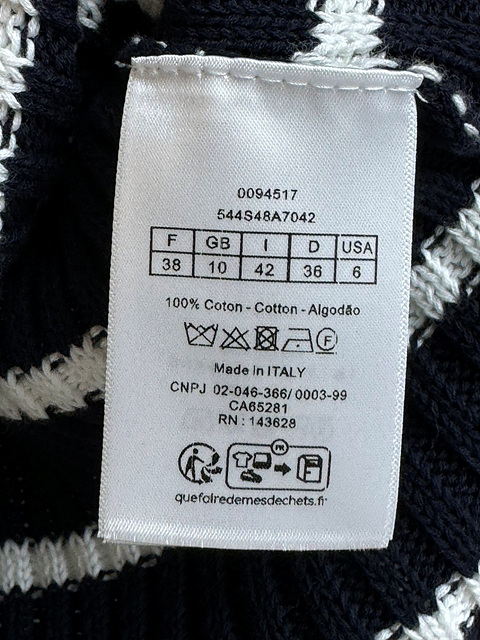 0094517
544S48A7042
F GB I D USA
38 10 42 36 6
100% Coton - Cotton - Algodão
F
Made in ITALY
CNPJ 02-046-366/ 0003-99
CA65281
RN : 143628
FR
quefairedemesdechets.fr